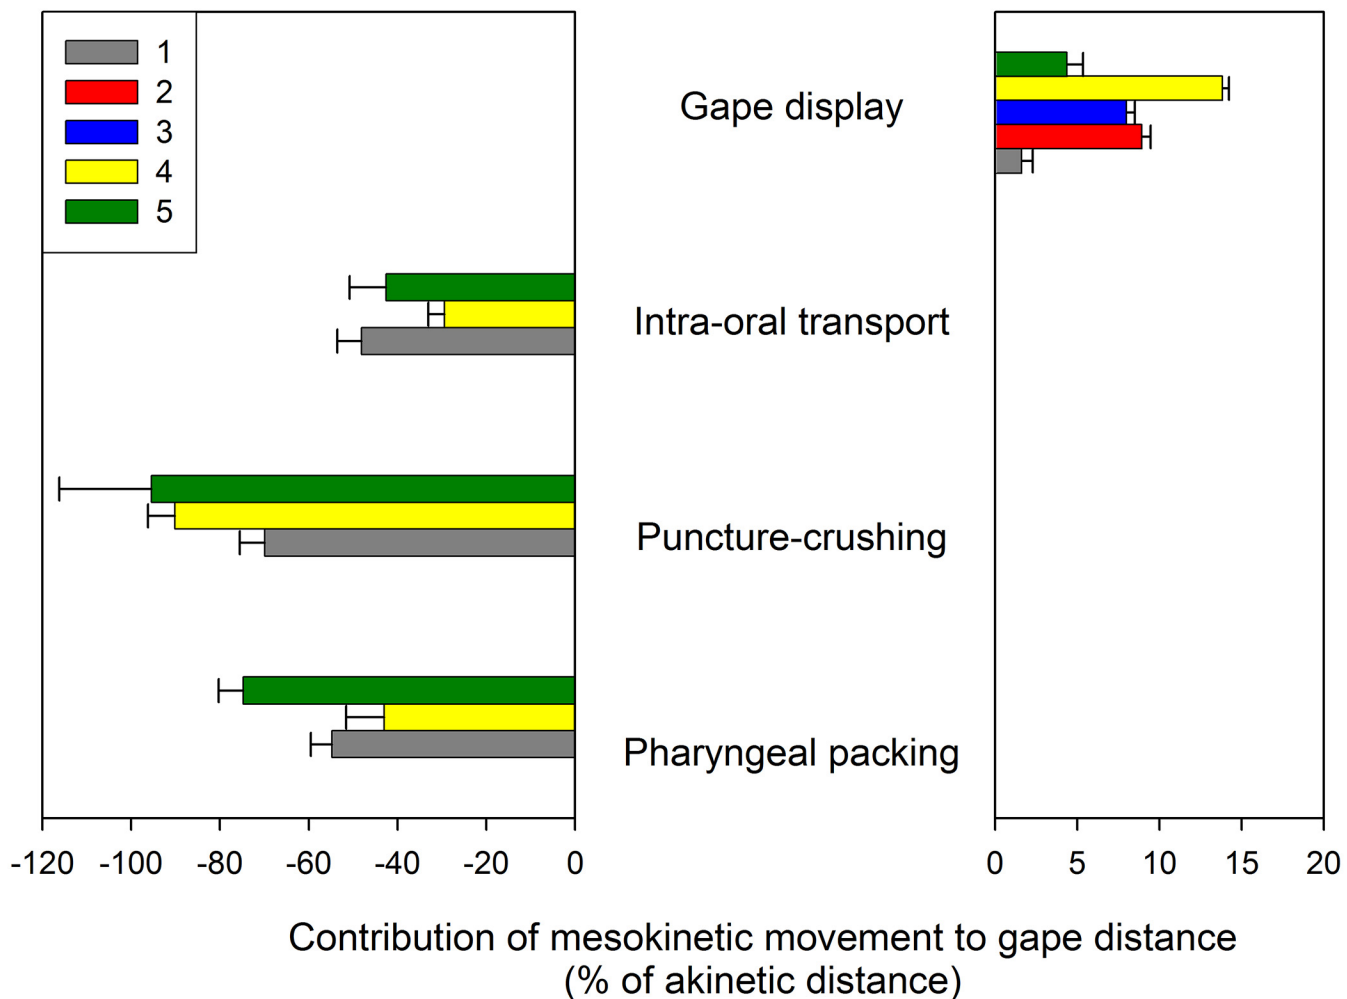 1
2
3
4
5
Gape display
Intra-oral transport
Puncture-crushing
Pharyngeal packing
-120 -100 -80 -60 -40 -20 0 0 5 10 15 20
Contribution of mesokinetic movement to gape distance
(% of akinetic distance)